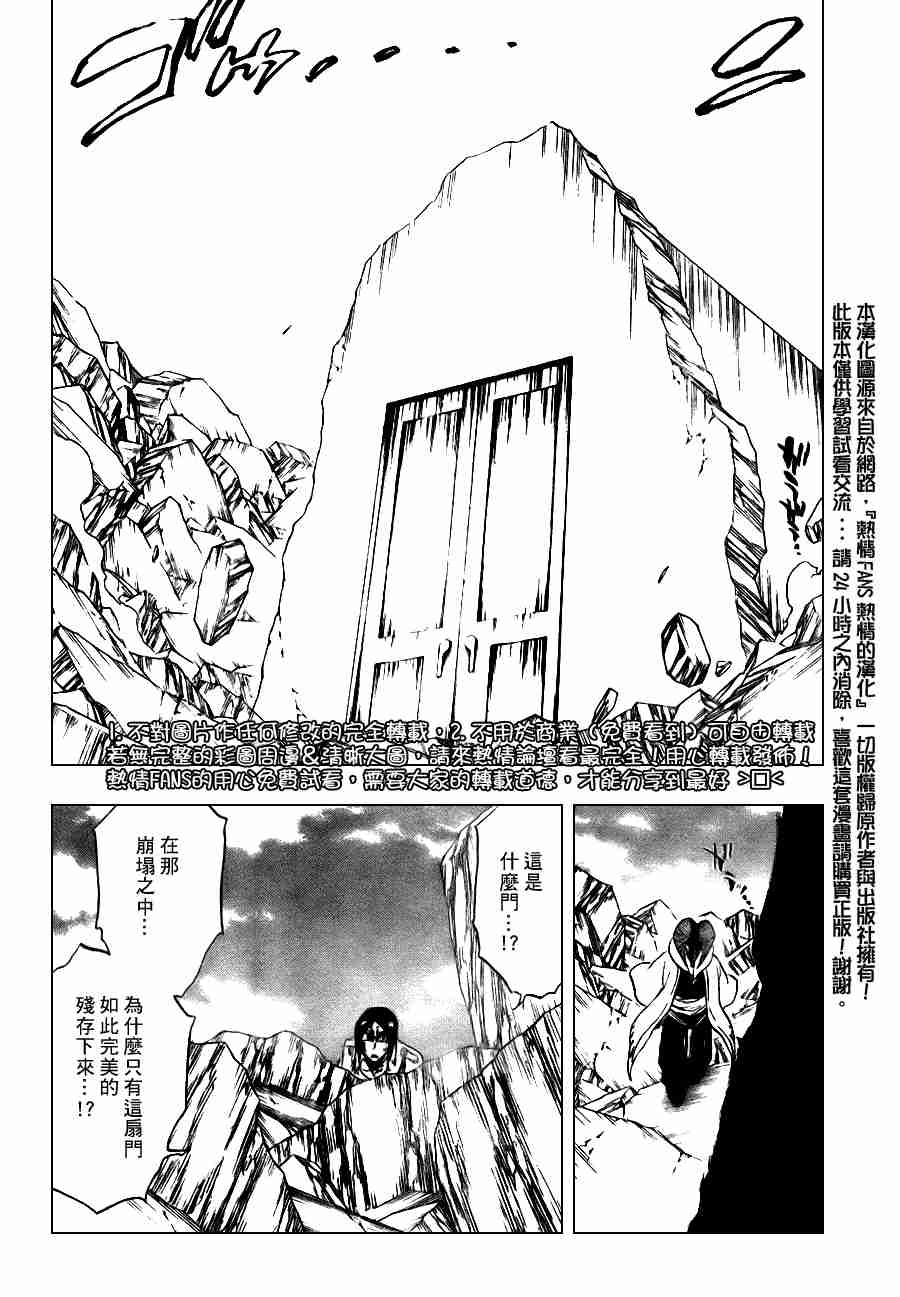 ゴゴ
1. 不對圖片作任何修改的完全轉載，2. 不用於商業（免費看到）可自由轉載
若無完整的彩圖周漫&清晰大圖，請來熱情論壇看最完全！用心轉載發佈！
熱情FANS的用心免費試看，需要大家的轉載道德，才能分享到最好 >口<
本漢化圖源來自於網路，『熱情FANS 熱情的漢化』一切版權歸原作者與出版社擁有！
此版本僅供學習試看交流…請 24 小時之內消除，喜歡這套漫畫請購買正版！謝謝。
這是
什麼門…!?
在那
崩塌之中…
為什麼只有這扇門
如此完美的
殘存下來…!?